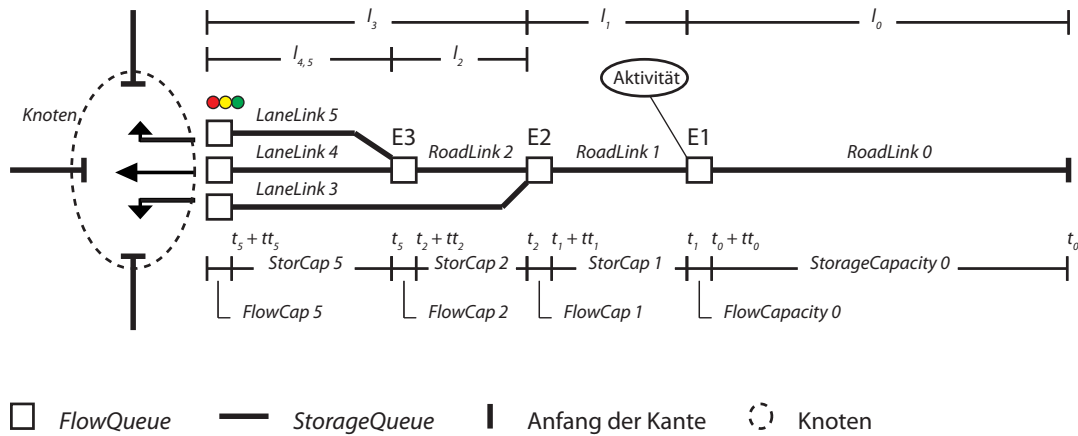 l₃ l₁ l₀
l₄,₅ l₂
Aktivität
Knoten
LaneLink 5
E3 E2 E1
LaneLink 4 RoadLink 2 RoadLink 1 RoadLink 0
LaneLink 3
t₅ + tt₅ t₅ t₂ + tt₂ t₂ t₁ + tt₁ t₁ t₀ + tt₀ t₀
StorCap 5 StorCap 2 StorCap 1 StorageCapacity 0
FlowCap 5 FlowCap 2 FlowCap 1 FlowCapacity 0
FlowQueue StorageQueue Anfang der Kante Knoten